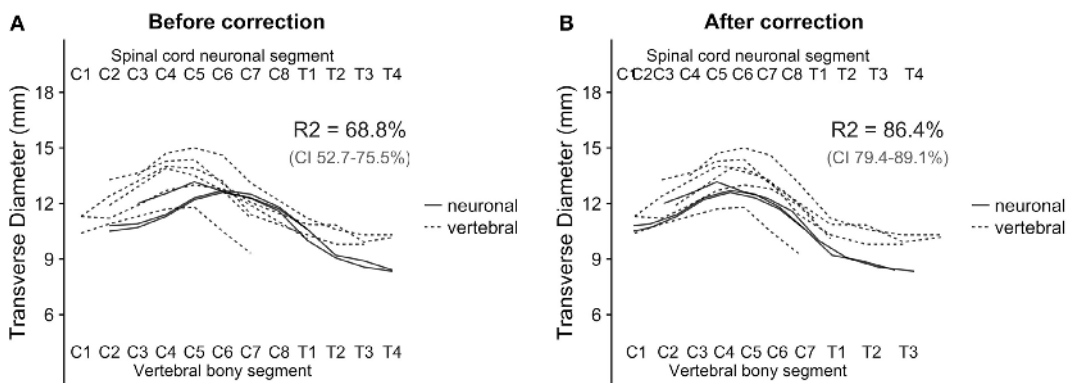 A
Before correction
Spinal cord neuronal segment
C1 C2 C3 C4 C5 C6 C7 C8 T1 T2 T3 T4
18
15
12
9
6
Transverse Diameter (mm)
R2 = 68.8%
(CI 52.7-75.5%)
neuronal
vertebral
C1 C2 C3 C4 C5 C6 C7 C8 T1 T2 T3 T4
Vertebral bony segment
B
After correction
Spinal cord neuronal segment
C1 C2 C3 C4 C5 C6 C7 C8 T1 T2 T3 T4
18
15
12
9
6
Transverse Diameter (mm)
R2 = 86.4%
(CI 79.4-89.1%)
neuronal
vertebral
C1 C2 C3 C4 C5 C6 C7 T1 T2 T3
Vertebral bony segment